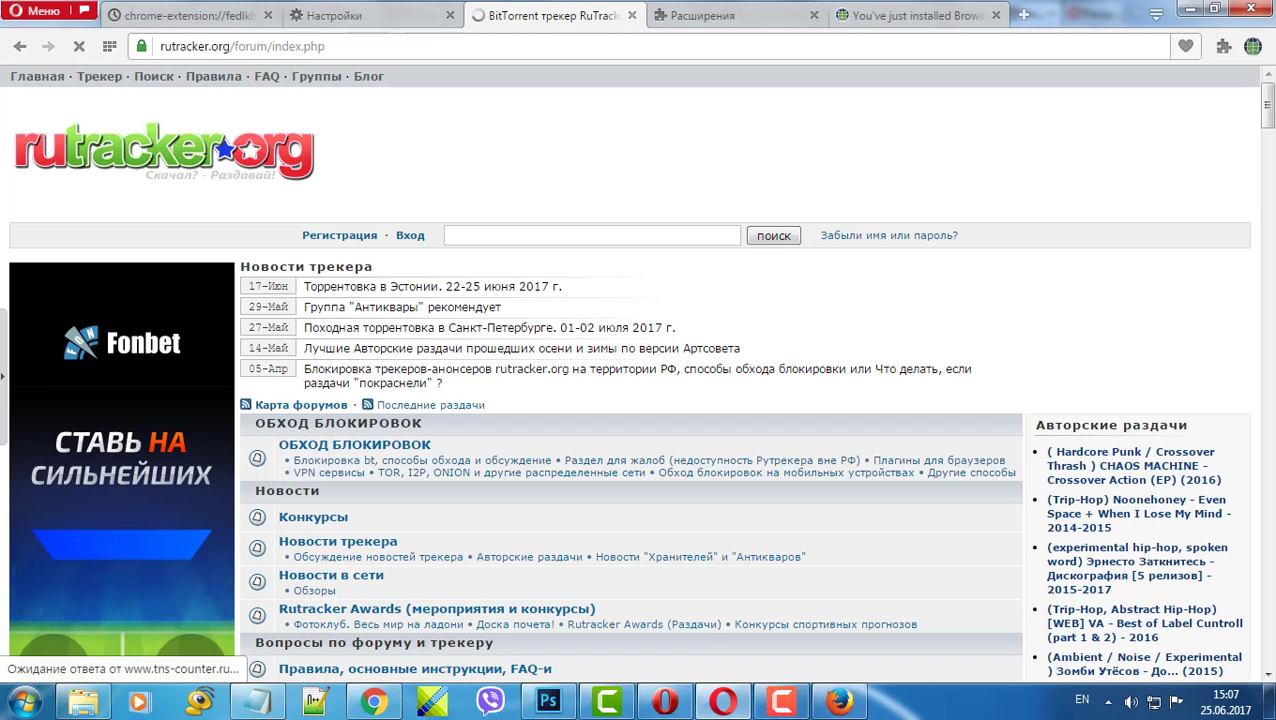 Меню
chrome-extension://fedlkb
Настройки
BitTorrent трекер RuTrack
Расширения
You've just installed Brows
rutracker.org/forum/index.php
Главная · Трекер · Поиск · Правила · FAQ · Группы · Блог
rutracker.org
Скачал? - Раздавай!
Регистрация · Вход
поиск
Забыли имя или пароль?
Новости трекера
17-Июн Торрентовка в Эстонии. 22-25 июня 2017 г.
29-Май Группа "Антиквары" рекомендует
27-Май Походная торрентовка в Санкт-Петербурге. 01-02 июля 2017 г.
14-Май Лучшие Авторские раздачи прошедших осени и зимы по версии Артсовета
05-Апр Блокировка трекеров-анонсеров rutracker.org на территории РФ, способы обхода блокировки или Что делать, если
раздачи "покраснели" ?
Карта форумов · Последние раздачи
FON
Fonbet
СТАВЬ НА
СИЛЬНЕЙШИХ
ОБХОД БЛОКИРОВОК
ОБХОД БЛОКИРОВОК
• Блокировка bt, способы обхода и обсуждение • Раздел для жалоб (недоступность Рутрекера вне РФ) • Плагины для браузеров
• VPN сервисы • TOR, I2P, ONION и другие распределенные сети • Обход блокировок на мобильных устройствах • Другие способы
Новости
Конкурсы
Новости трекера
• Обсуждение новостей трекера • Авторские раздачи • Новости "Хранителей" и "Антикваров"
Новости в сети
• Обзоры
Rutracker Awards (мероприятия и конкурсы)
• Фотоклуб. Весь мир на ладони • Доска почета! • Rutracker Awards (Раздачи) • Конкурсы спортивных прогнозов
Вопросы по форуму и трекеру
Правила, основные инструкции, FAQ-и
Авторские раздачи
( Hardcore Punk / Crossover
Thrash ) CHAOS MACHINE -
Crossover Action (EP) (2016)
(Trip-Hop) Noonehoney - Even
Space + When I Lose My Mind -
2014-2015
(experimental hip-hop, spoken
word) Эрнесто Заткнитесь -
Дискография [5 релизов] -
2015-2017
(Trip-Hop, Abstract Hip-Hop)
[WEB] VA - Best of Label Cuntroll
(part 1 & 2) - 2016
(Ambient / Noise / Experimental
) Зомби Утёсов - До... (2015)
Ожидание ответа от www.tns-counter.ru...
Ps
EN
15:07
25.06.2017